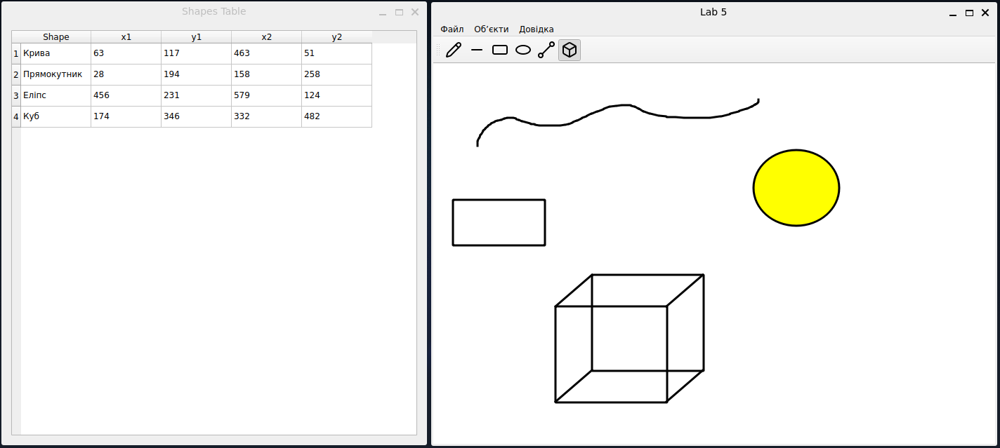 Shapes Table
Shape x1 y1 x2 y2
1 Крива 63 117 463 51
2 Прямокутник 28 194 158 258
3 Еліпс 456 231 579 124
4 Куб 174 346 332 482
Lab 5
Файл Об’єкти Довідка